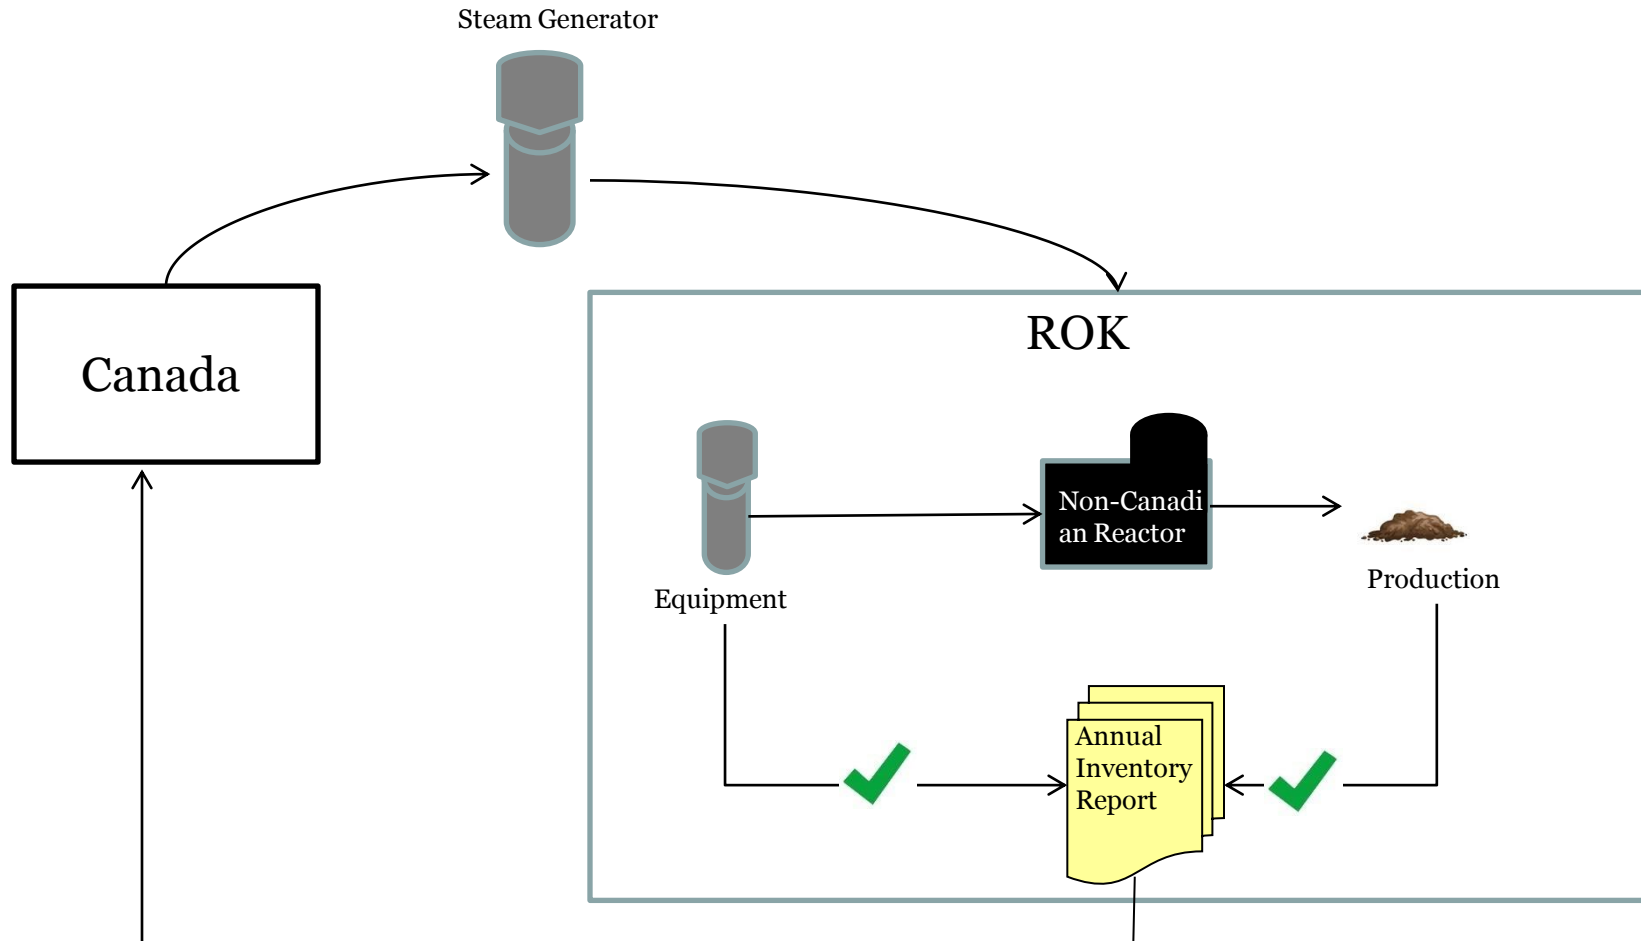 Steam Generator
Canada
ROK
Non-Canadi
an Reactor
Equipment
Production
Annual
Inventory
Report